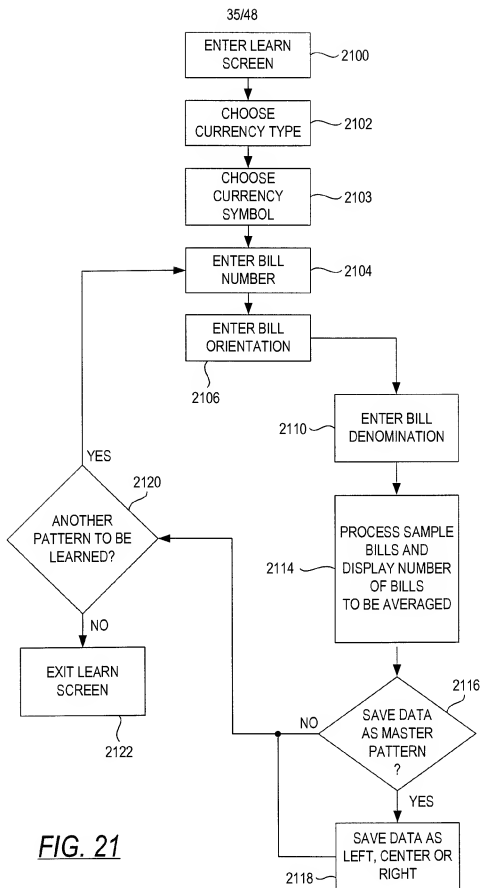 35/48
ENTER LEARN
SCREEN
2100
CHOOSE
CURRENCY TYPE
2102
CHOOSE
CURRENCY
SYMBOL
2103
ENTER BILL
NUMBER
2104
ENTER BILL
ORIENTATION
2106
2110
ENTER BILL
DENOMINATION
2114
PROCESS SAMPLE
BILLS AND
DISPLAY NUMBER
OF BILLS
TO BE AVERAGED
2116
SAVE DATA
AS MASTER
PATTERN
?
NO
YES
SAVE DATA AS
LEFT, CENTER OR
RIGHT
2118
YES
2120
ANOTHER
PATTERN TO BE
LEARNED?
NO
EXIT LEARN
SCREEN
2122
FIG. 21